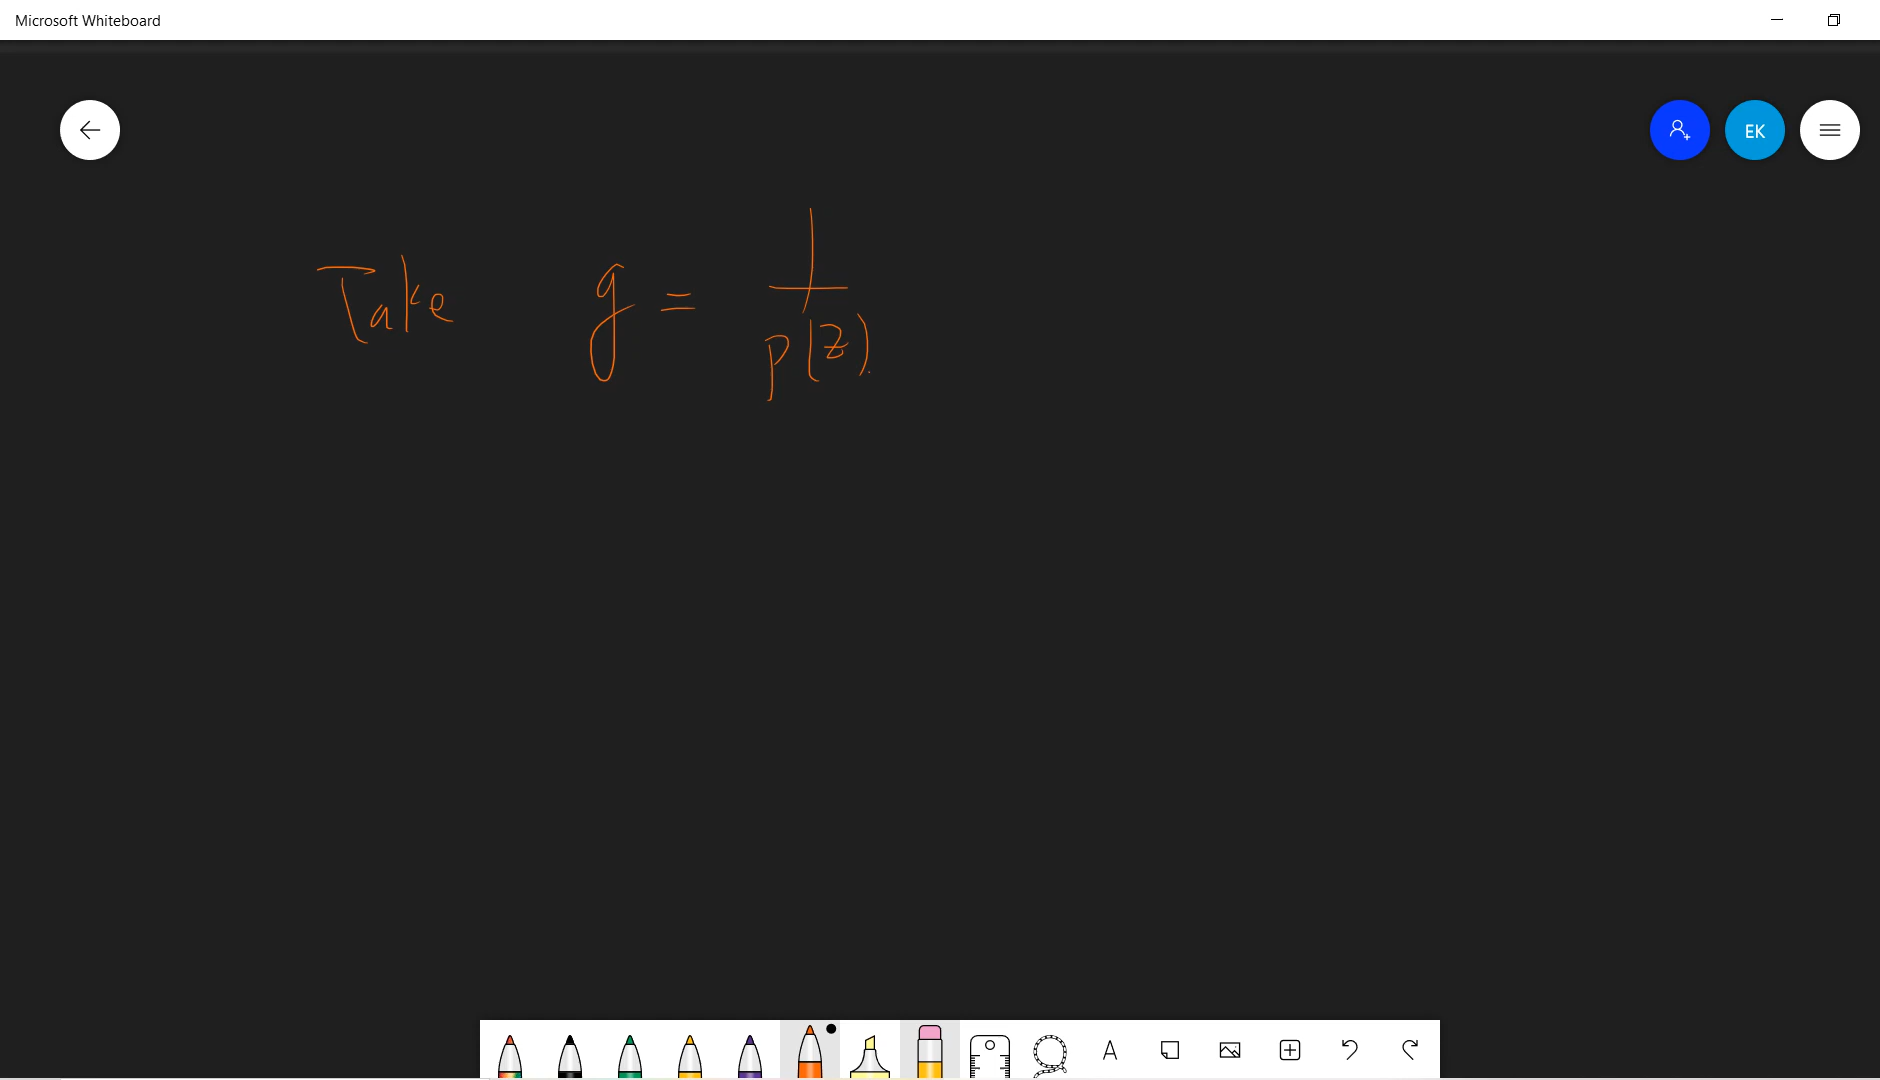 Microsoft Whiteboard
EK
Take g = 1/p(z).
A